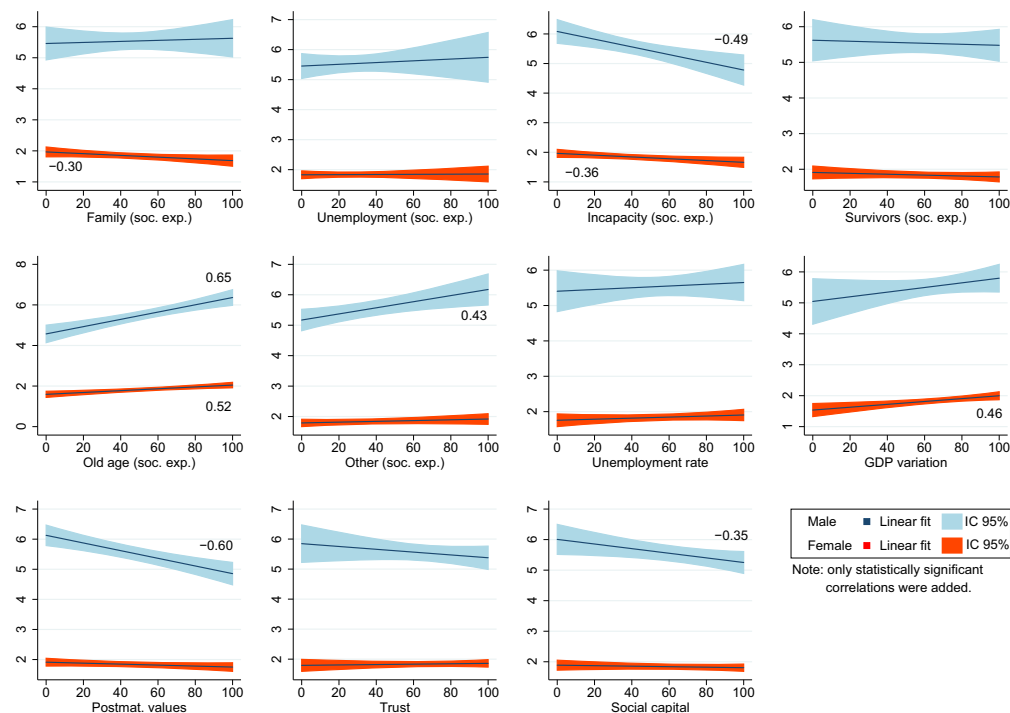 6
5
4
3
2
1
−0.30
0 20 40 60 80 100
Family (soc. exp.)
7
6
5
4
3
2
0 20 40 60 80 100
Unemployment (soc. exp.)
6
5
4
3
2
1
−0.49
−0.36
0 20 40 60 80 100
Incapacity (soc. exp.)
6
5
4
3
2
0 20 40 60 80 100
Survivors (soc. exp.)
8
6
4
2
0
0.65
0.52
0 20 40 60 80 100
Old age (soc. exp.)
7
6
5
4
3
2
0.43
0 20 40 60 80 100
Other (soc. exp.)
6
5
4
3
2
0 20 40 60 80 100
Unemployment rate
6
5
4
3
2
1
0.46
0 20 40 60 80 100
GDP variation
7
6
5
4
3
2
−0.60
0 20 40 60 80 100
Postmat. values
7
6
5
4
3
2
0 20 40 60 80 100
Trust
7
6
5
4
3
2
−0.35
0 20 40 60 80 100
Social capital
Male Linear fit IC 95%
Female Linear fit IC 95%
Note: only statistically significant
correlations were added.